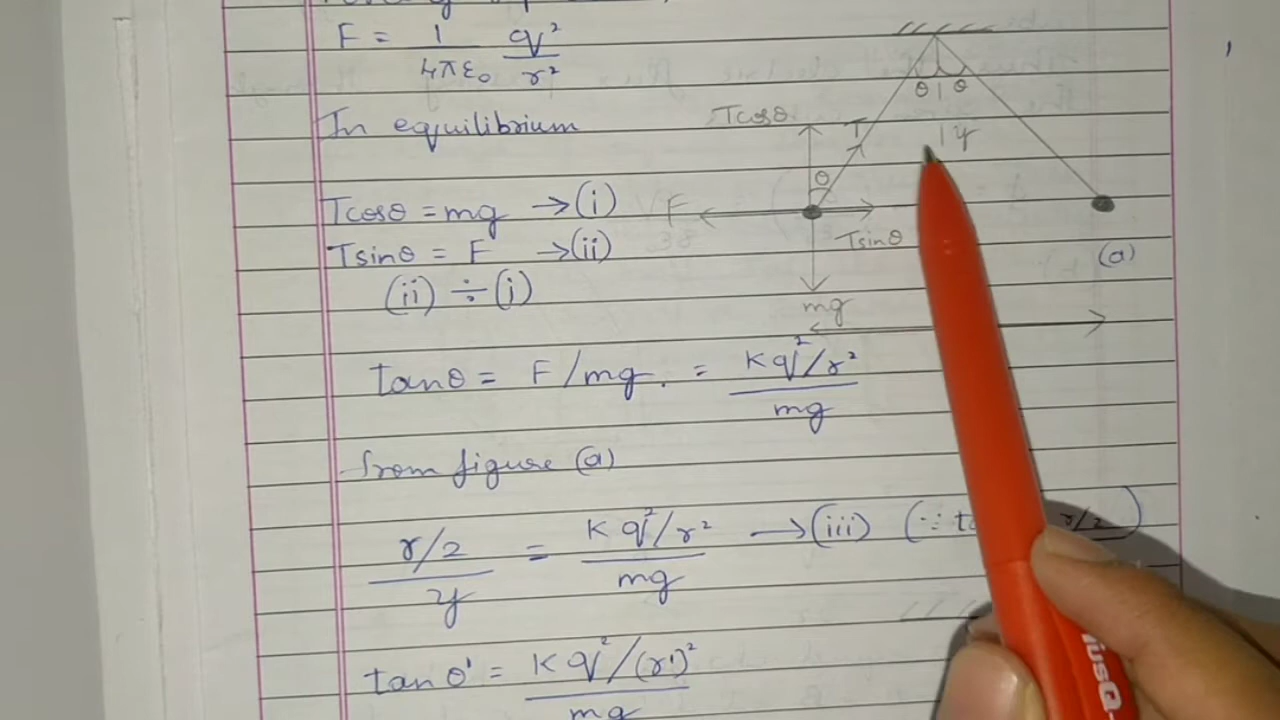 F = 1/4πε₀ q²/r²
In equilibrium
Tcosθ = mg → (i)
Tsinθ = F → (ii)
(ii) ÷ (i)
tanθ = F/mg. = Kq²/r² / mg
from figure (a)
r/2 / y = Kq²/r² / mg → (iii) (∵ r/2)
tan θ' = Kq²/(r')² / mg
θ θ
Tcosθ T y
θ
F Tsinθ (a)
mg